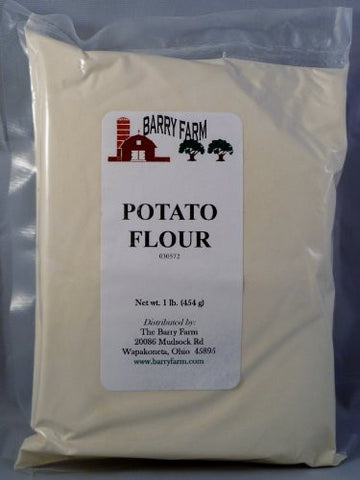 BARRY FARM
POTATO
FLOUR
030572
Net wt. 1 lb. (454 g)
Distributed by:
The Barry Farm
20086 Mudsock Rd
Wapakoneta, Ohio 45895
www.barryfarm.com